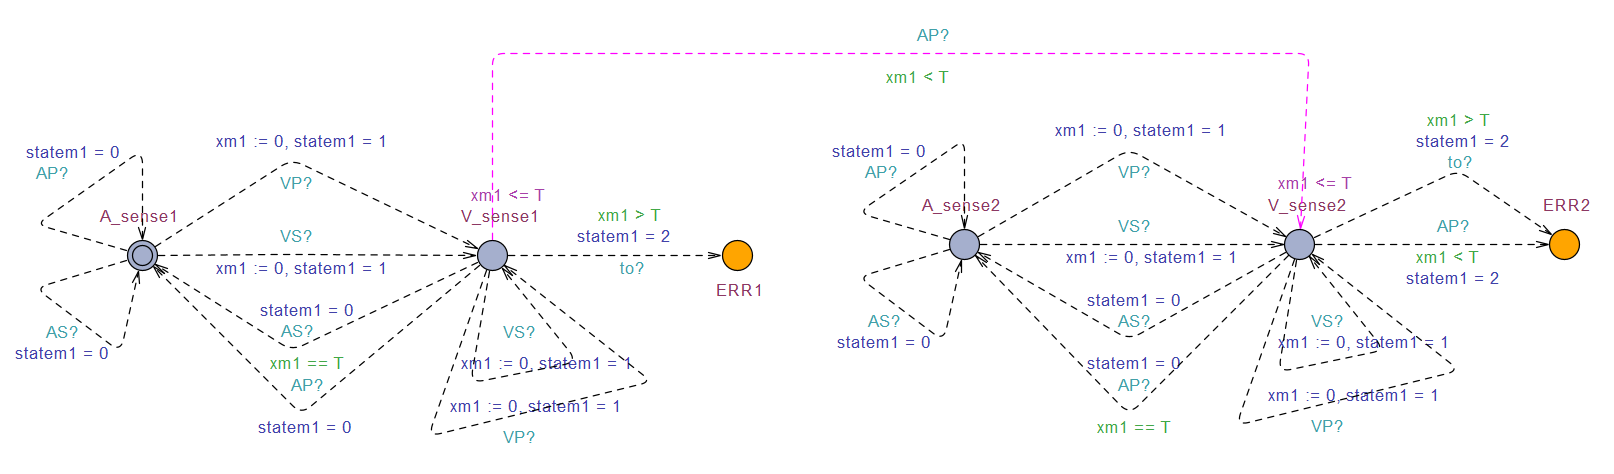 AP?
xm1 < T
statem1 = 0
AP?
A_sense1
xm1 := 0, statem1 = 1
VP?
VS?
xm1 := 0, statem1 = 1
AS?
statem1 = 0
statem1 = 0
AS?
xm1 == T
AP?
statem1 = 0
xm1 <= T
V_sense1
xm1 > T
statem1 = 2
to?
ERR1
VS?
xm1 := 0, statem1 = 1
xm1 := 0, statem1 = 1
VP?
statem1 = 0
AP?
A_sense2
xm1 := 0, statem1 = 1
VP?
VS?
xm1 := 0, statem1 = 1
AS?
statem1 = 0
statem1 = 0
AS?
statem1 = 0
AP?
xm1 == T
xm1 <= T
V_sense2
xm1 > T
statem1 = 2
to?
ERR2
AP?
xm1 < T
statem1 = 2
VS?
xm1 := 0, statem1 = 1
xm1 := 0, statem1 = 1
VP?